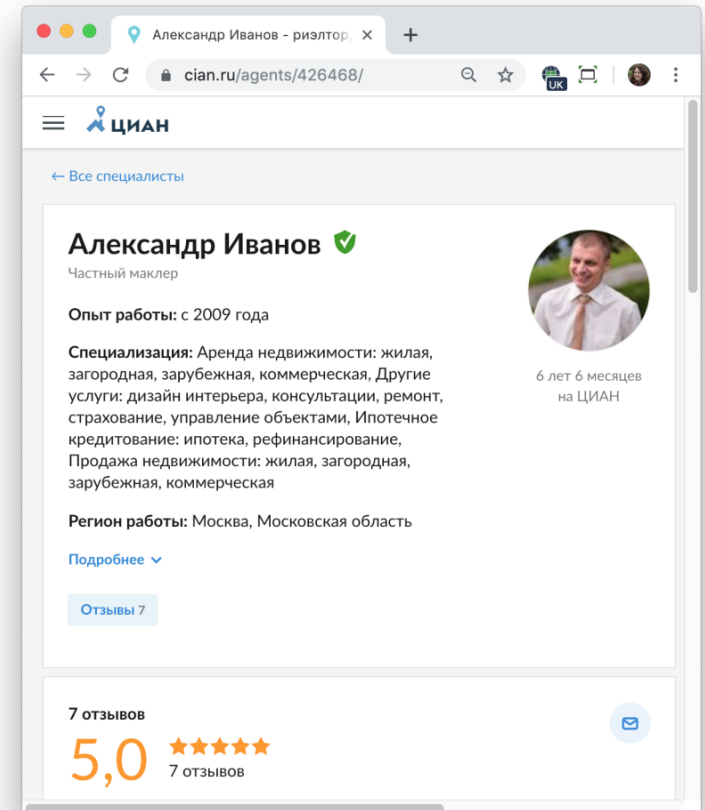 Александр Иванов - риэлтор,
cian.ru/agents/426468/
UK
ЦИАН
← Все специалисты
Александр Иванов
Частный маклер
Опыт работы: с 2009 года
Специализация: Аренда недвижимости: жилая,
загородная, зарубежная, коммерческая, Другие
услуги: дизайн интерьера, консультации, ремонт,
страхование, управление объектами, Ипотечное
кредитование: ипотека, рефинансирование,
Продажа недвижимости: жилая, загородная,
зарубежная, коммерческая
6 лет 6 месяцев
на ЦИАН
Регион работы: Москва, Московская область
Подробнее
Отзывы 7
7 отзывов
5,0
7 отзывов